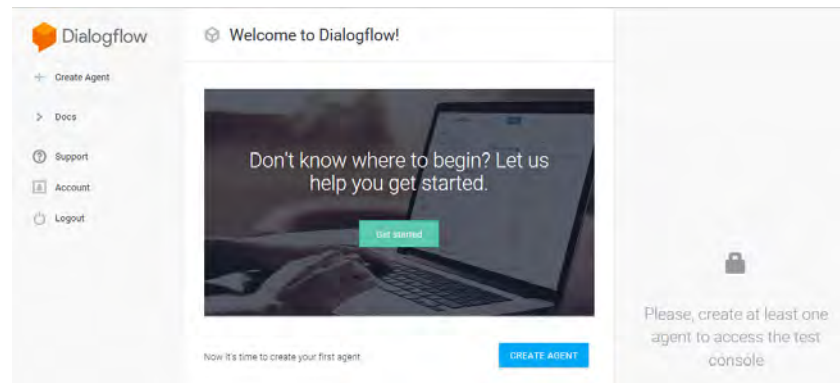 Dialogflow
Create Agent
Docs
Support
Account
Logout
Welcome to Dialogflow!
Don't know where to begin? Let us
help you get started.
Get started
Now it's time to create your first agent
CREATE AGENT
Please, create at least one
agent to access the test
console